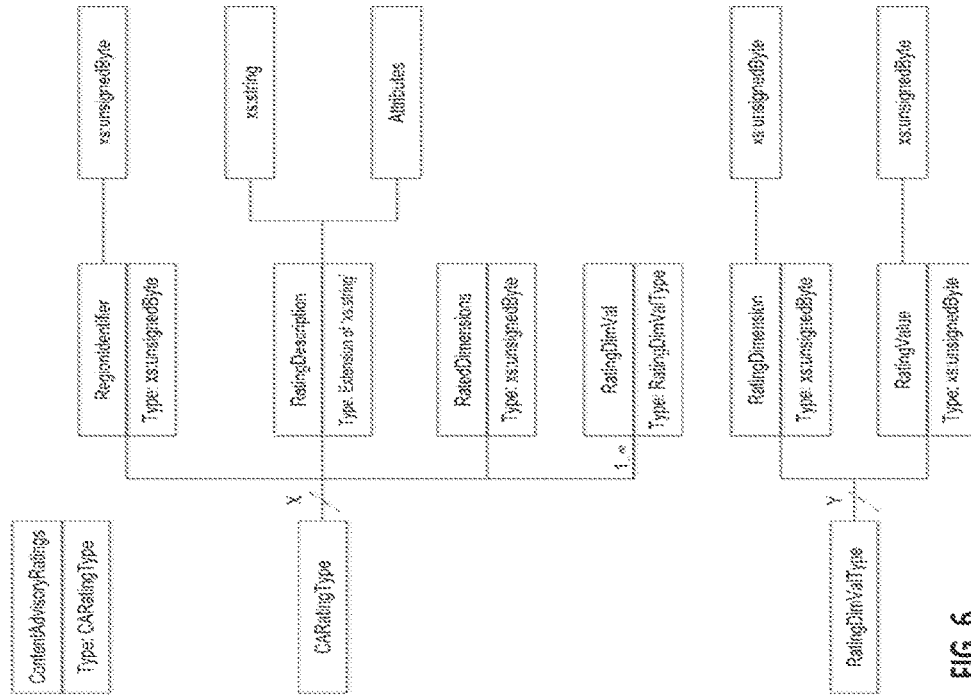 ContentAdvisoryRatings
Type: CARatingType
CARatingType
X
RegionIdentifier
Type: xs:unsignedByte
xs:unsignedByte
RatingDescription
Type: Extension of 'xs:string'
xs:string
Attributes
RatedDimensions
Type: xs:unsignedByte
1..∞
RatingDimVal
Type: RatingDimValType
RatingDimValType
Y
RatingDimension
Type: xs:unsignedByte
xs:unsignedByte
RatingValue
Type: xs:unsignedByte
xs:unsignedByte
FIG. 6